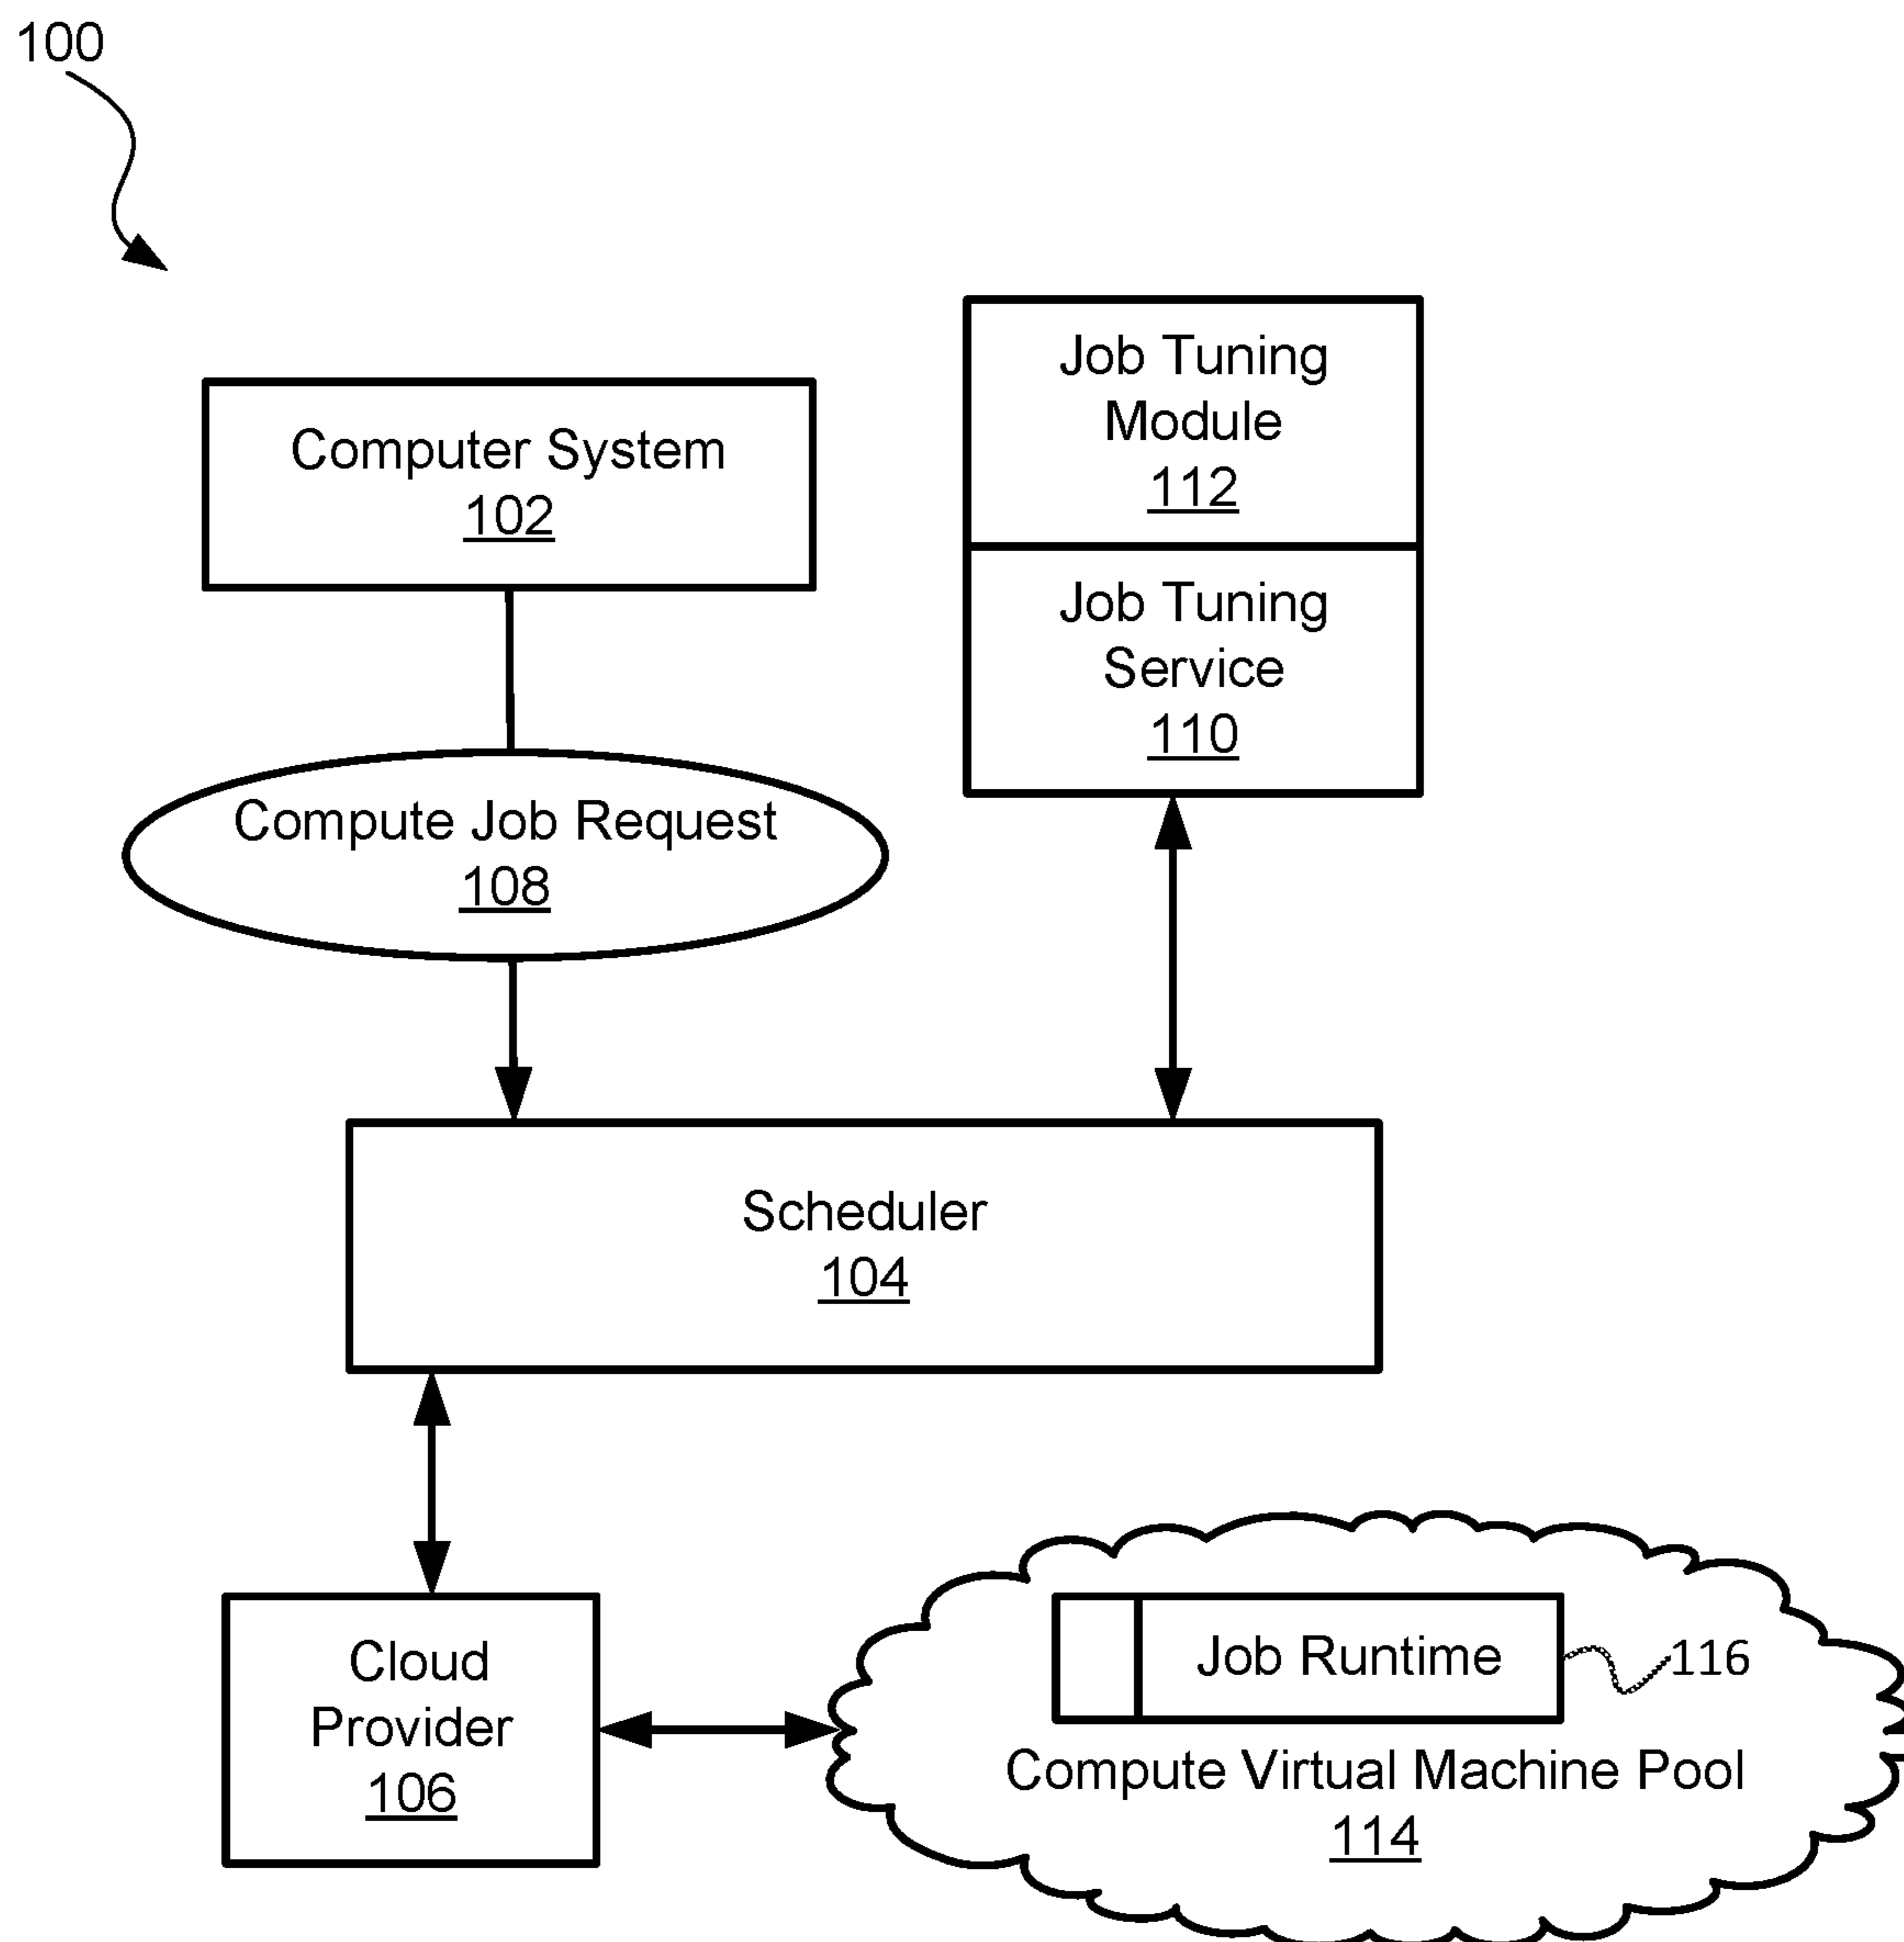 100
Computer System
102
Job Tuning
Module
112
Job Tuning
Service
110
Compute Job Request
108
Scheduler
104
Cloud
Provider
106
Job Runtime
116
Compute Virtual Machine Pool
114